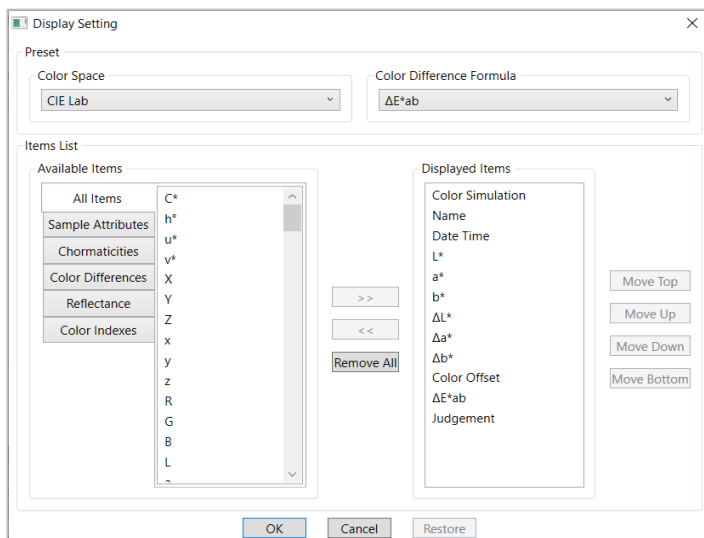 Display Setting
Preset
Color Space
CIE Lab
Color Difference Formula
ΔE*ab
Items List
Available Items
All Items
Sample Attributes
Chormaticities
Color Differences
Reflectance
Color Indexes
C*
h°
u*
v*
X
Y
Z
x
y
z
R
G
B
L
>>
<<
Remove All
Displayed Items
Color Simulation
Name
Date Time
L*
a*
b*
ΔL*
Δa*
Δb*
Color Offset
ΔE*ab
Judgement
Move Top
Move Up
Move Down
Move Bottom
OK
Cancel
Restore